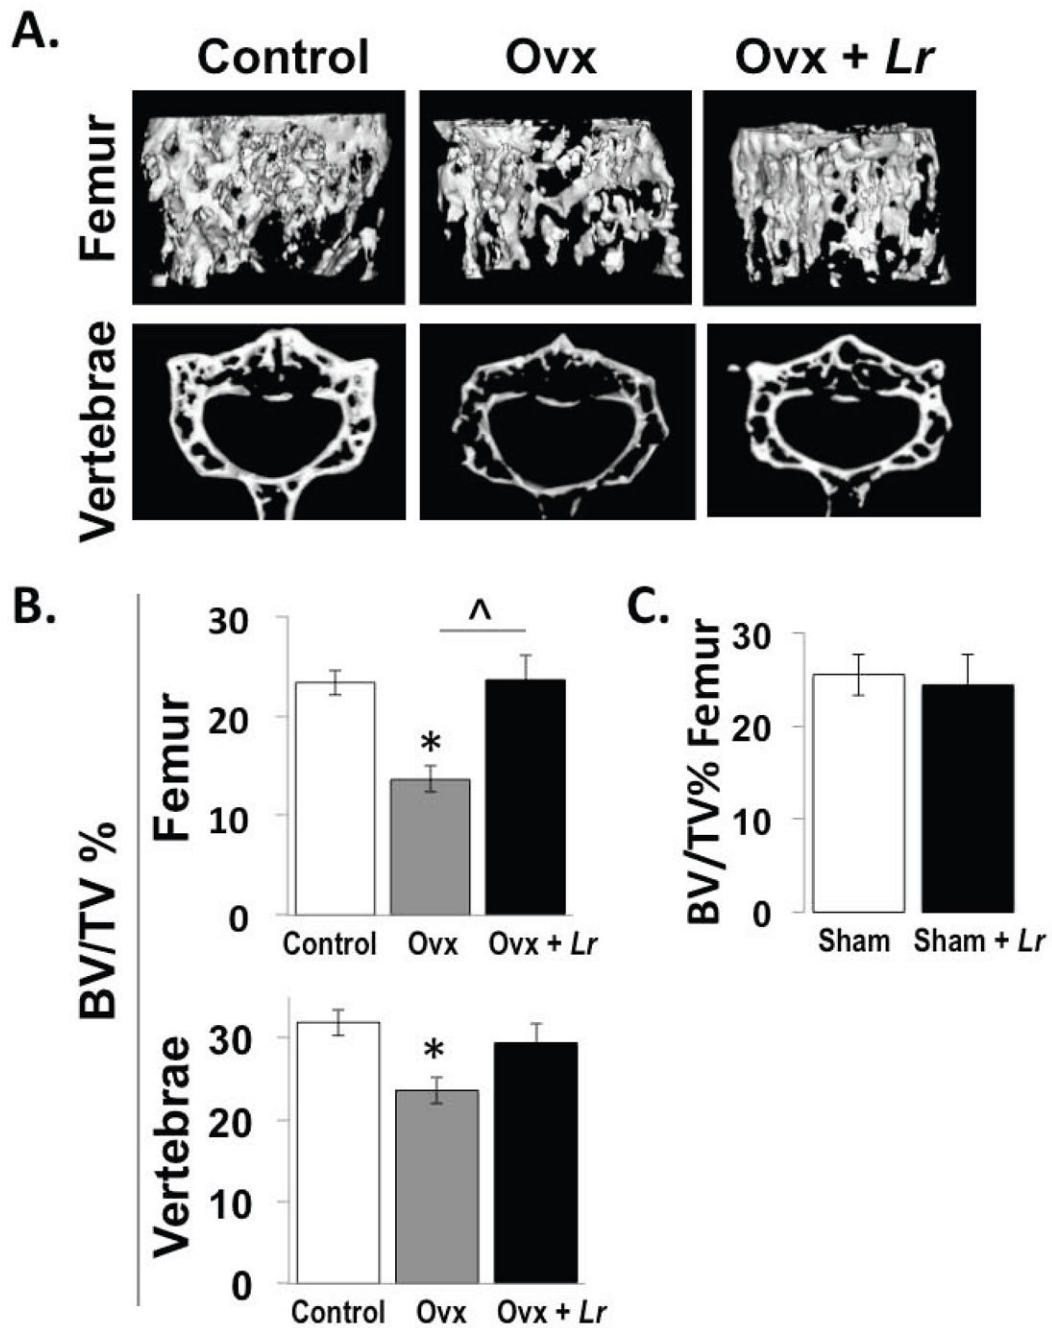 A.
Control Ovx Ovx + Lr
Femur
Vertebrae
B.
BV/TV %
Femur
30
20
10
0
^
*
Control Ovx Ovx + Lr
Vertebrae
30
20
10
0
*
Control Ovx Ovx + Lr
C.
BV/TV% Femur
30
20
10
0
Sham Sham + Lr